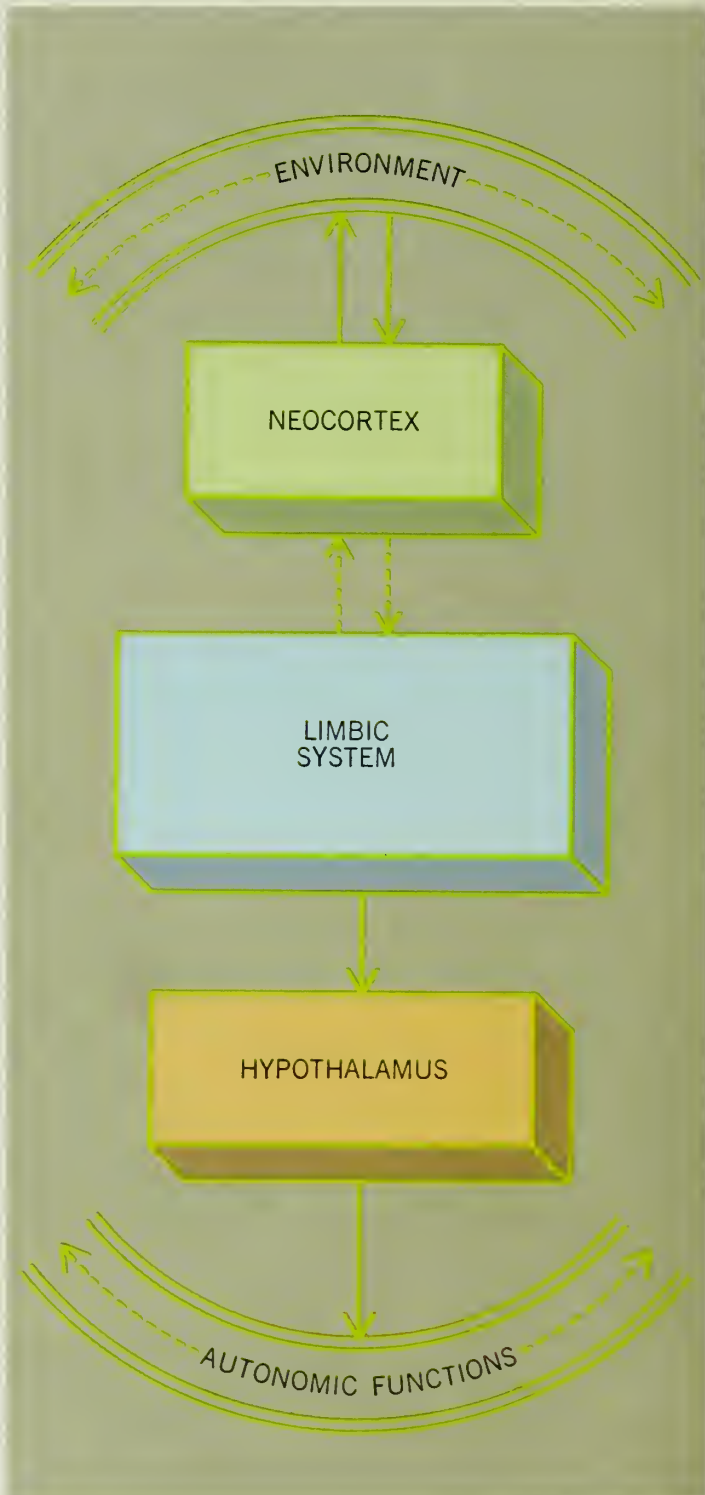 ENVIRONMENT
NEOCORTEX
LIMBIC
SYSTEM
HYPOTHALAMUS
AUTONOMIC FUNCTIONS